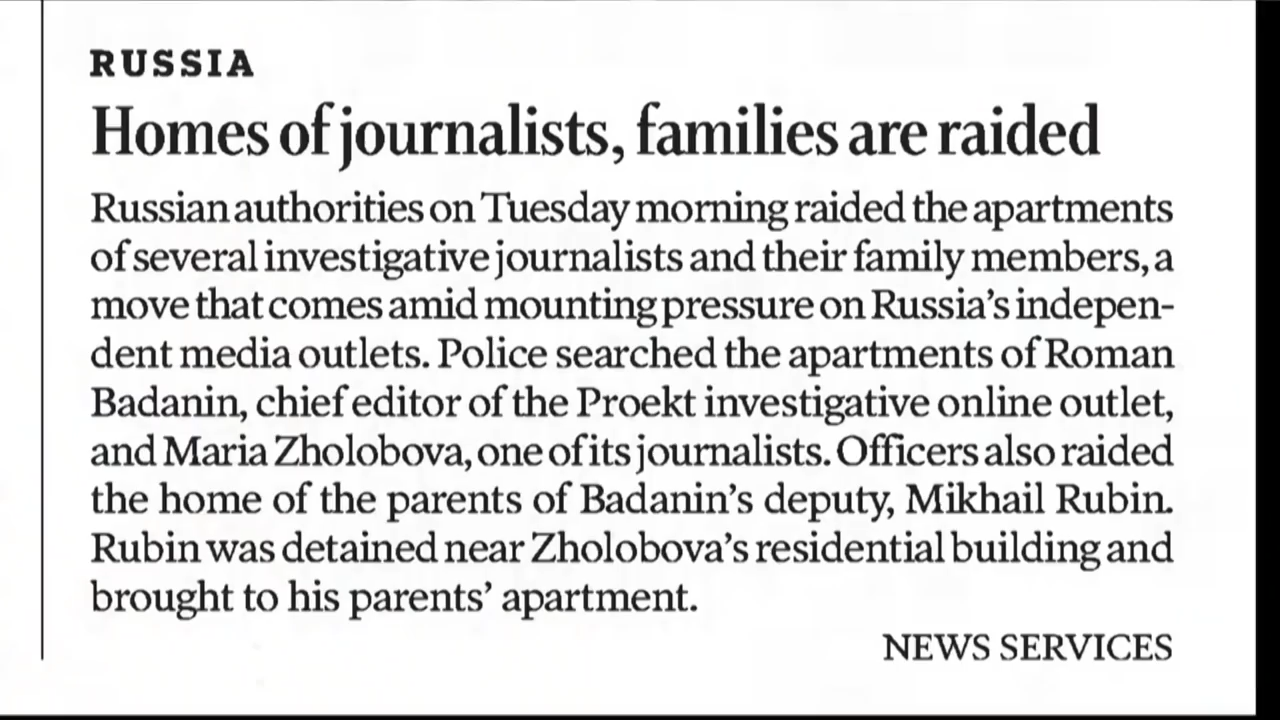 RUSSIA
Homes of journalists, families are raided
Russian authorities on Tuesday morning raided the apartments
of several investigative journalists and their family members, a
move that comes amid mounting pressure on Russia's indepen-
dent media outlets. Police searched the apartments of Roman
Badanin, chief editor of the Proekt investigative online outlet,
and Maria Zholobova, one of its journalists. Officers also raided
the home of the parents of Badanin's deputy, Mikhail Rubin.
Rubin was detained near Zholobova's residential building and
brought to his parents' apartment.
NEWS SERVICES